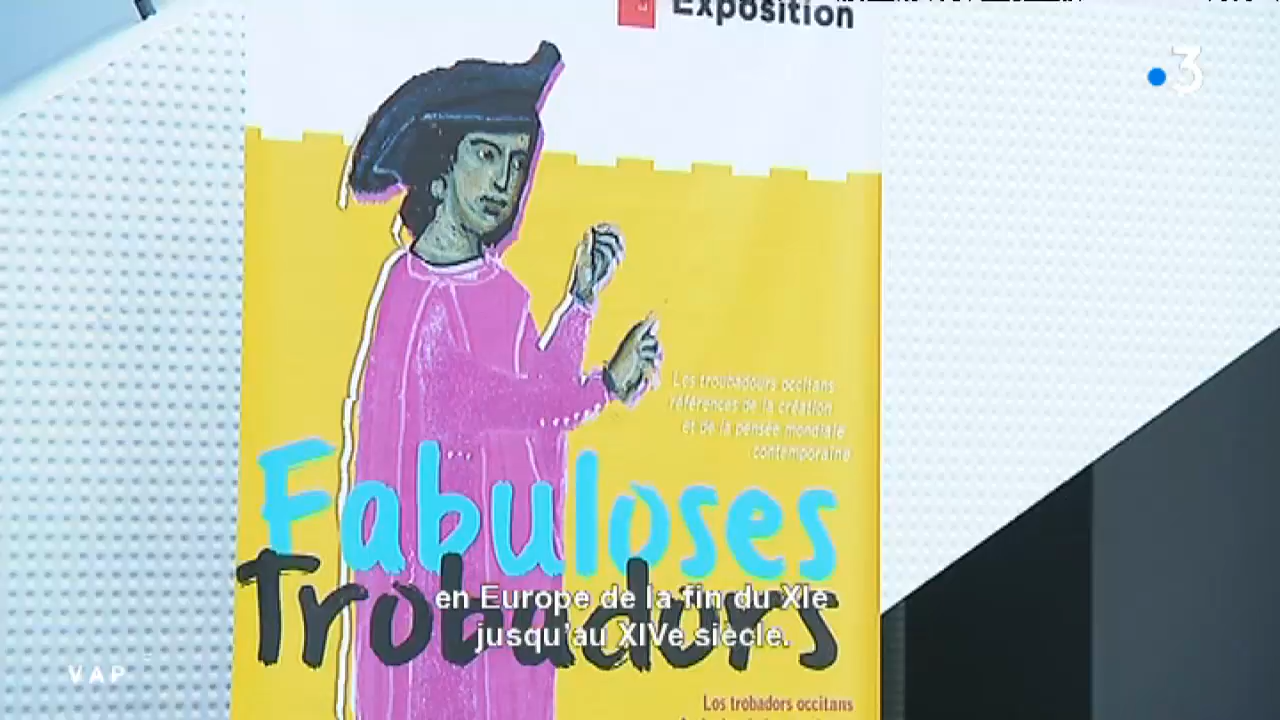 Exposition
3
Les troubadours occitans
références de la création
et de la pensée mondiale
contemporaine
Fabuloses
Trobadors
en Europe de la fin du XIe
jusqu'au XIVe siècle.
VAP
Los trobadors occitans